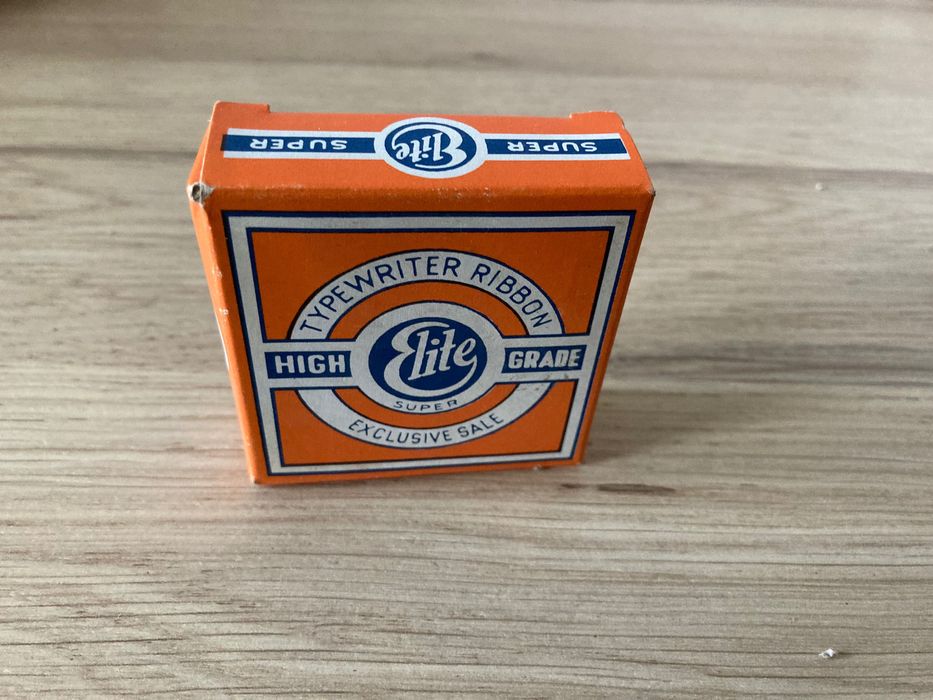 SUPER Elite SUPER
TYPEWRITER RIBBON
HIGH Elite GRADE
SUPER
EXCLUSIVE SALE